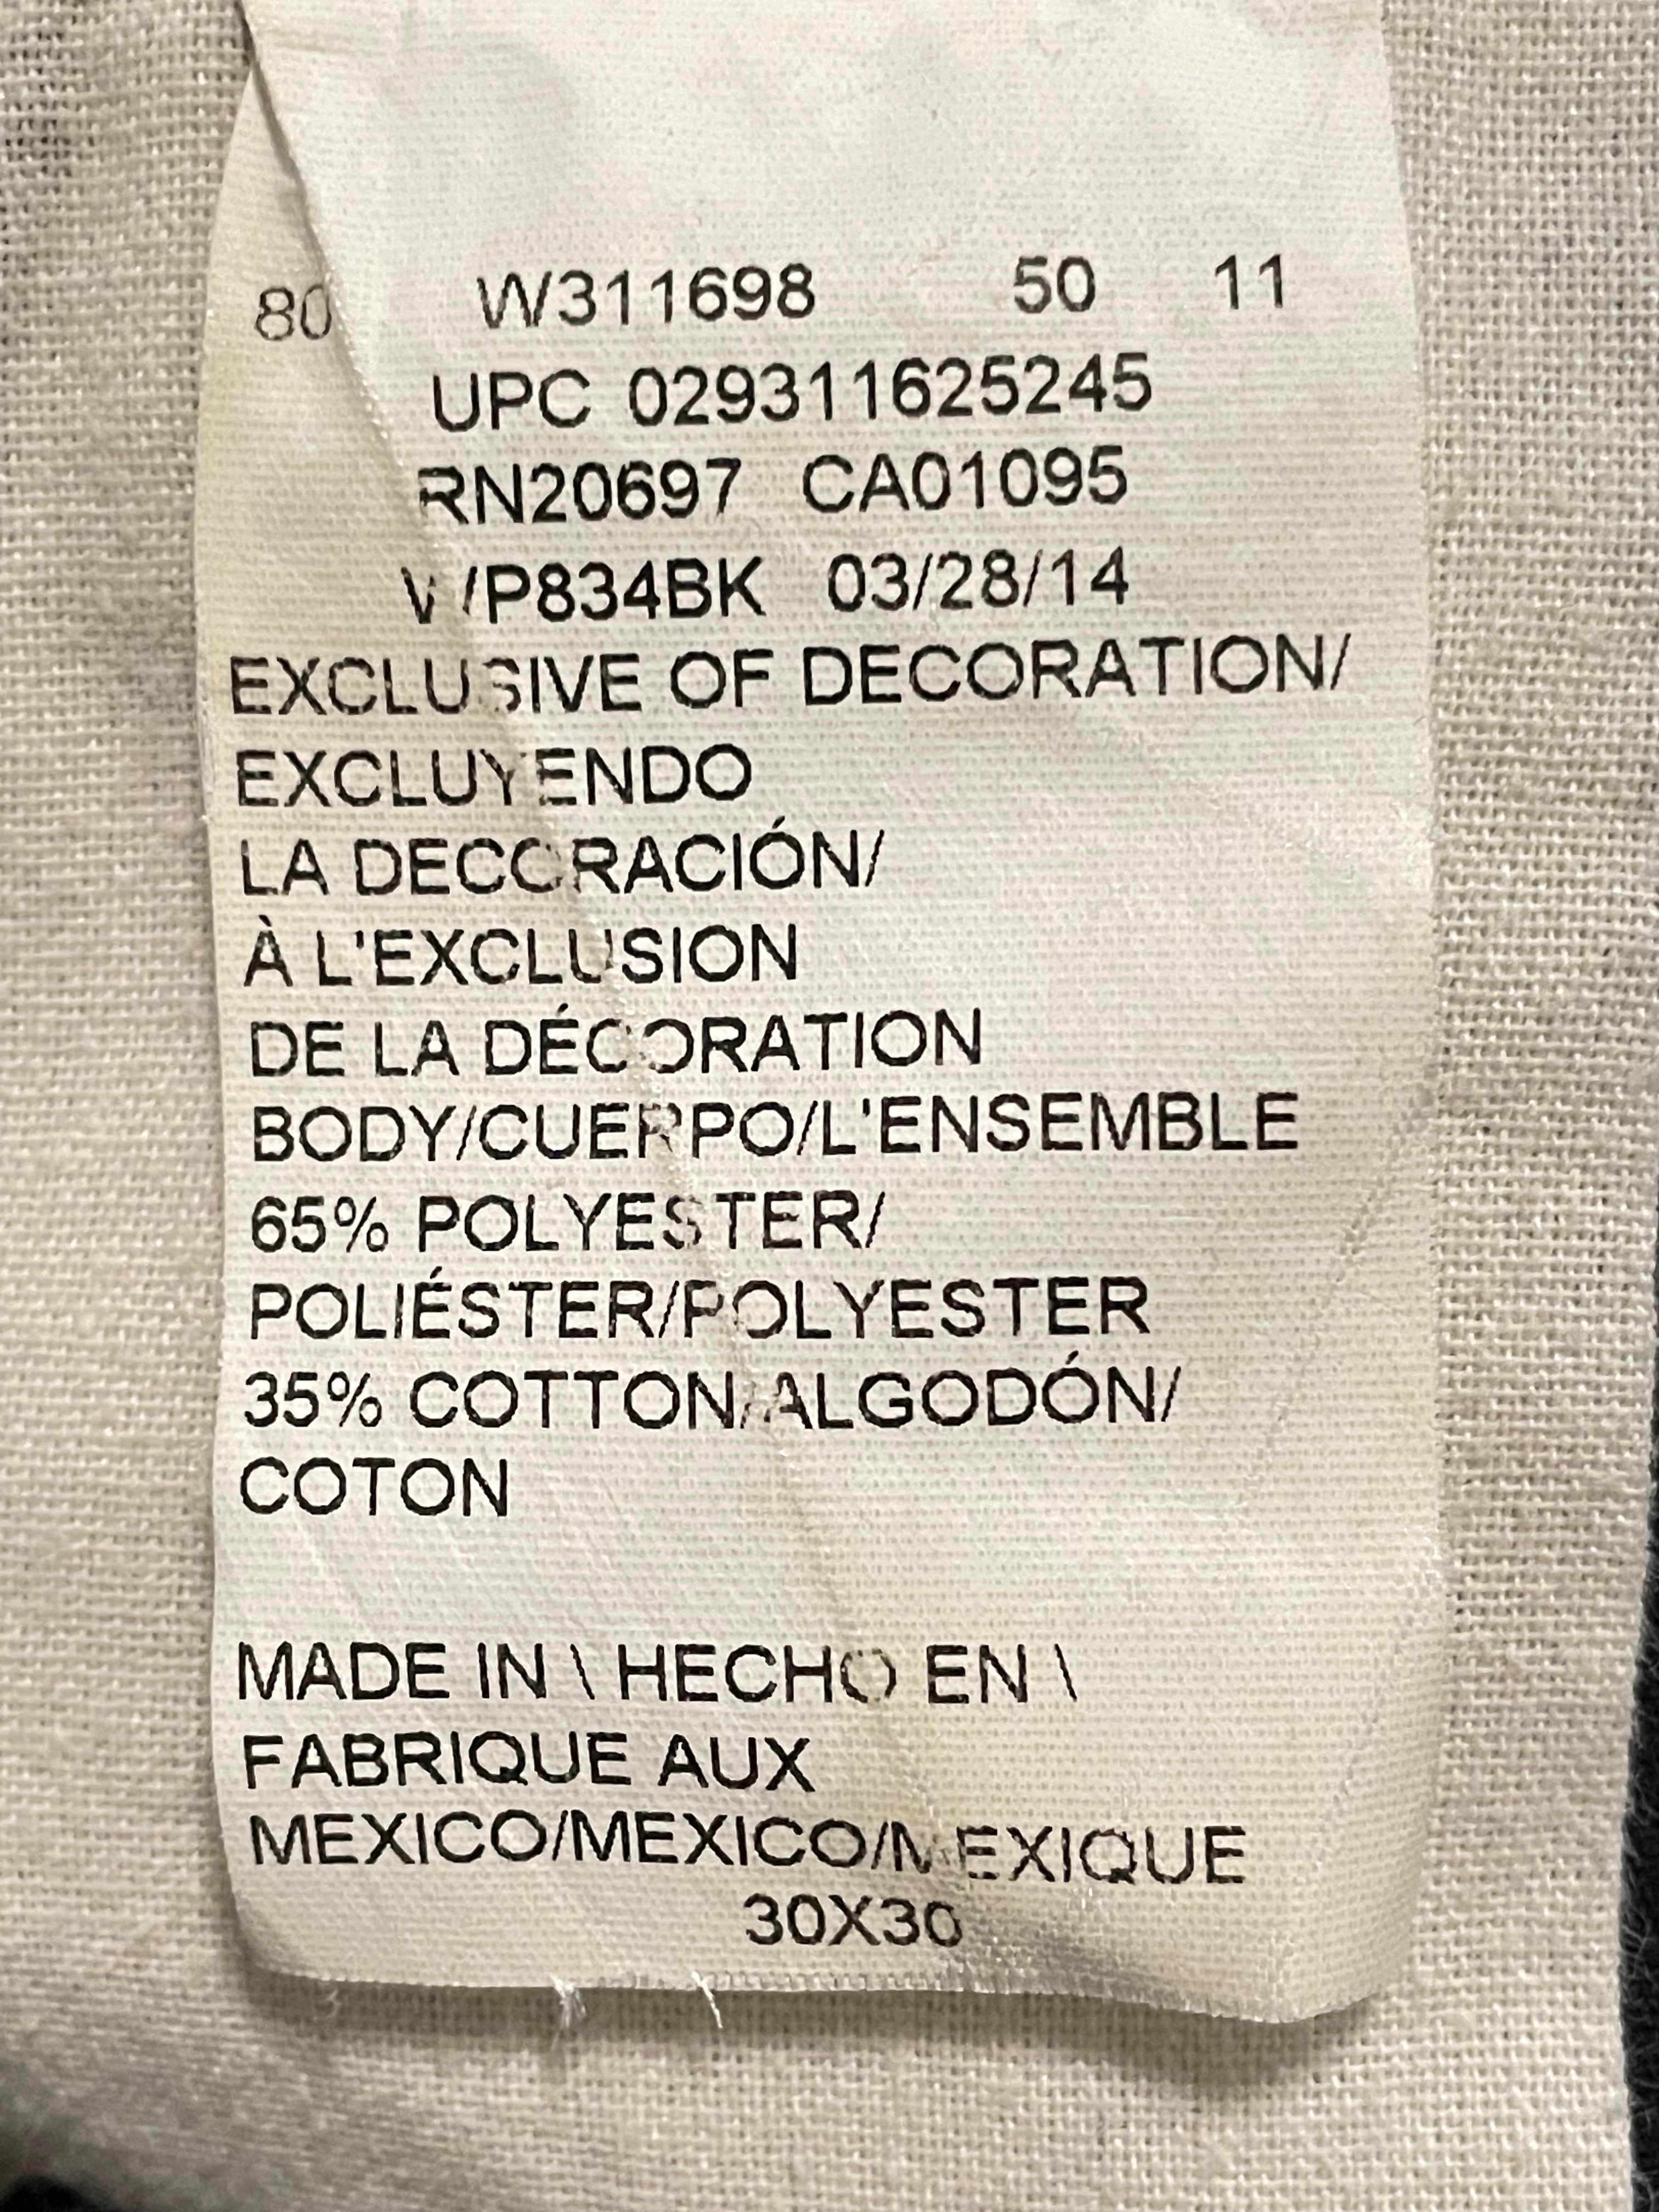 80 W311698 50 11
UPC 029311625245
RN20697 CA01095
WP834BK 03/28/14
EXCLUSIVE OF DECORATION/
EXCLUYENDO
LA DECORACIÓN/
À L'EXCLUSION
DE LA DÉCORATION
BODY/CUERPO/L'ENSEMBLE
65% POLYESTER/
POLIÉSTER/POLYESTER
35% COTTON/ALGODÓN/
COTON
MADE IN \ HECHO EN \
FABRIQUE AUX
MEXICO/MEXICO/MEXIQUE
30X30